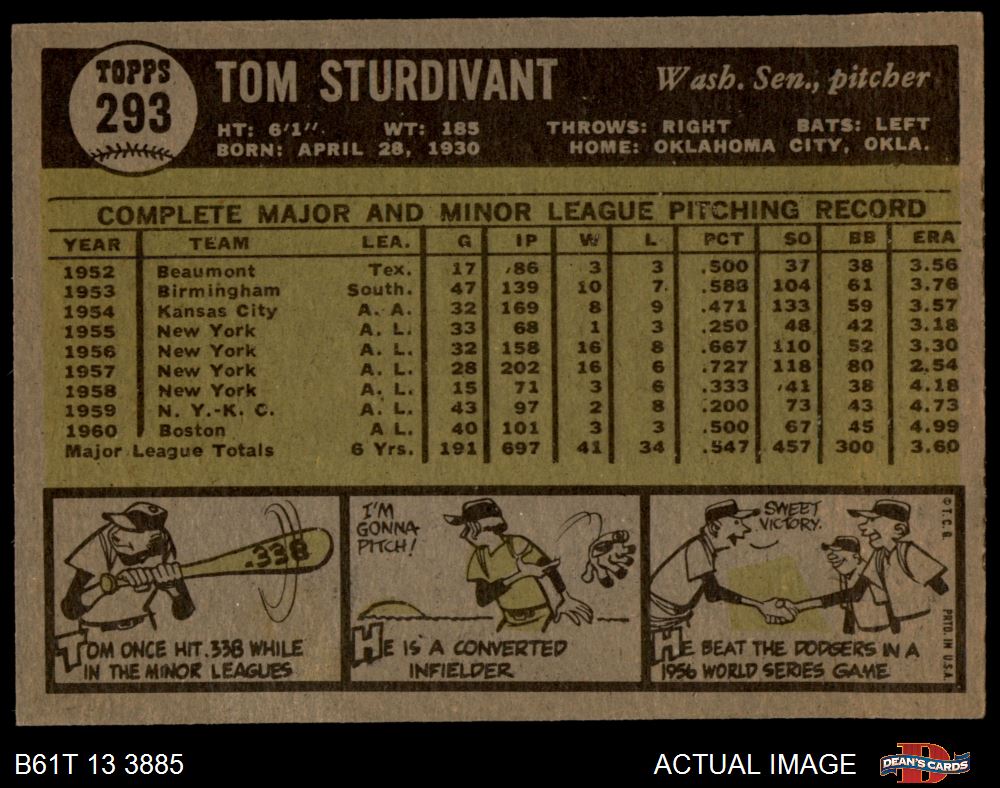 TOPPS
293
TOM STURDIVANT
Wash. Sen., pitcher
HT: 6'1". WT: 185 THROWS: RIGHT BATS: LEFT
BORN: APRIL 28, 1930 HOME: OKLAHOMA CITY, OKLA.
COMPLETE MAJOR AND MINOR LEAGUE PITCHING RECORD
YEAR TEAM LEA. G IP W L PCT SO BB ERA
1952 Beaumont Tex. 17 86 3 3 .500 37 38 3.56
1953 Birmingham South. 47 139 10 7 .588 104 61 3.76
1954 Kansas City A. A. 32 169 8 9 .471 133 59 3.57
1955 New York A. L. 33 68 1 3 .250 48 42 3.18
1956 New York A. L. 32 158 16 8 .667 110 52 3.30
1957 New York A. L. 28 202 16 6 .727 118 80 2.54
1958 New York A. L. 15 71 3 6 .333 41 38 4.18
1959 N. Y.-K. C. A. L. 43 97 2 8 .200 73 43 4.73
1960 Boston A L. 40 101 3 3 .500 67 45 4.99
Major League Totals 6 Yrs. 191 697 41 34 .547 457 300 3.60
.338
TOM ONCE HIT .338 WHILE
IN THE MINOR LEAGUES
I'M
GONNA
PITCH!
HE IS A CONVERTED
INFIELDER
SWEET
VICTORY.
HE BEAT THE DODGERS IN A
1956 WORLD SERIES GAME
© T. C. G.
PRTD. IN U.S.A.
B61T 13 3885
ACTUAL IMAGE
DEAN'S CARDS